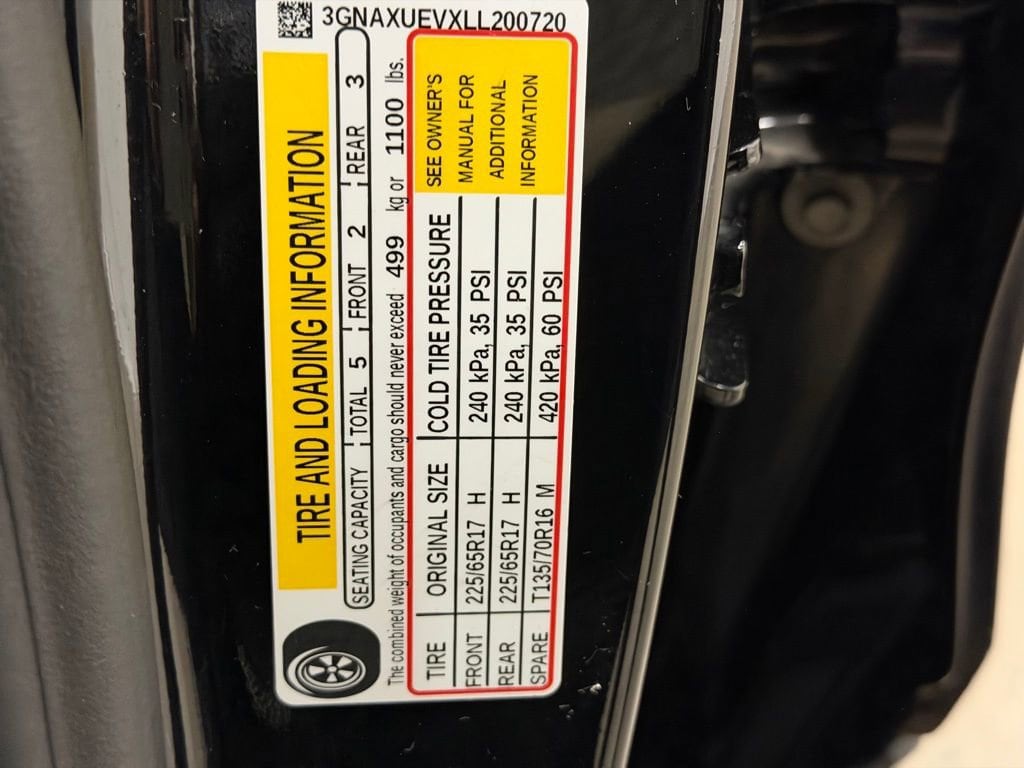 3GNAXUEVXLL200720
TIRE AND LOADING INFORMATION
SEATING CAPACITY TOTAL 5 FRONT 2 REAR 3
The combined weight of occupants and cargo should never exceed 499 kg or 1100 lbs.
TIRE ORIGINAL SIZE COLD TIRE PRESSURE
FRONT 225/65R17 H 240 kPa, 35 PSI
REAR 225/65R17 H 240 kPa, 35 PSI
SPARE T135/70R16 M 420 kPa, 60 PSI
SEE OWNER'S
MANUAL FOR
ADDITIONAL
INFORMATION